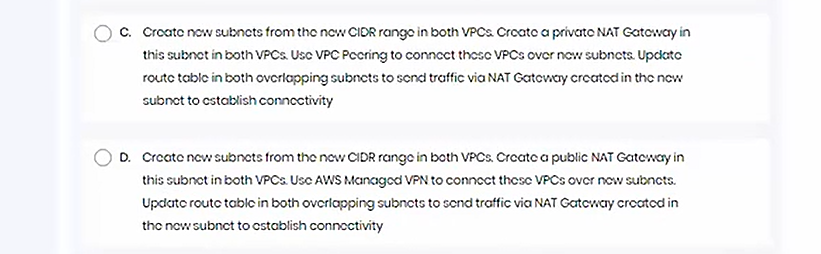 C. Create new subnets from the new CIDR range in both VPCs. Create a private NAT Gateway in
this subnet in both VPCs. Use VPC Peering to connect these VPCs over new subnets. Update
route table in both overlapping subnets to send traffic via NAT Gateway created in the new
subnet to establish connectivity
D. Create new subnets from the new CIDR range in both VPCs. Create a public NAT Gateway in
this subnet in both VPCs. Use AWS Managed VPN to connect these VPCs over new subnets.
Update route table in both overlapping subnets to send traffic via NAT Gateway created in
the new subnet to establish connectivity